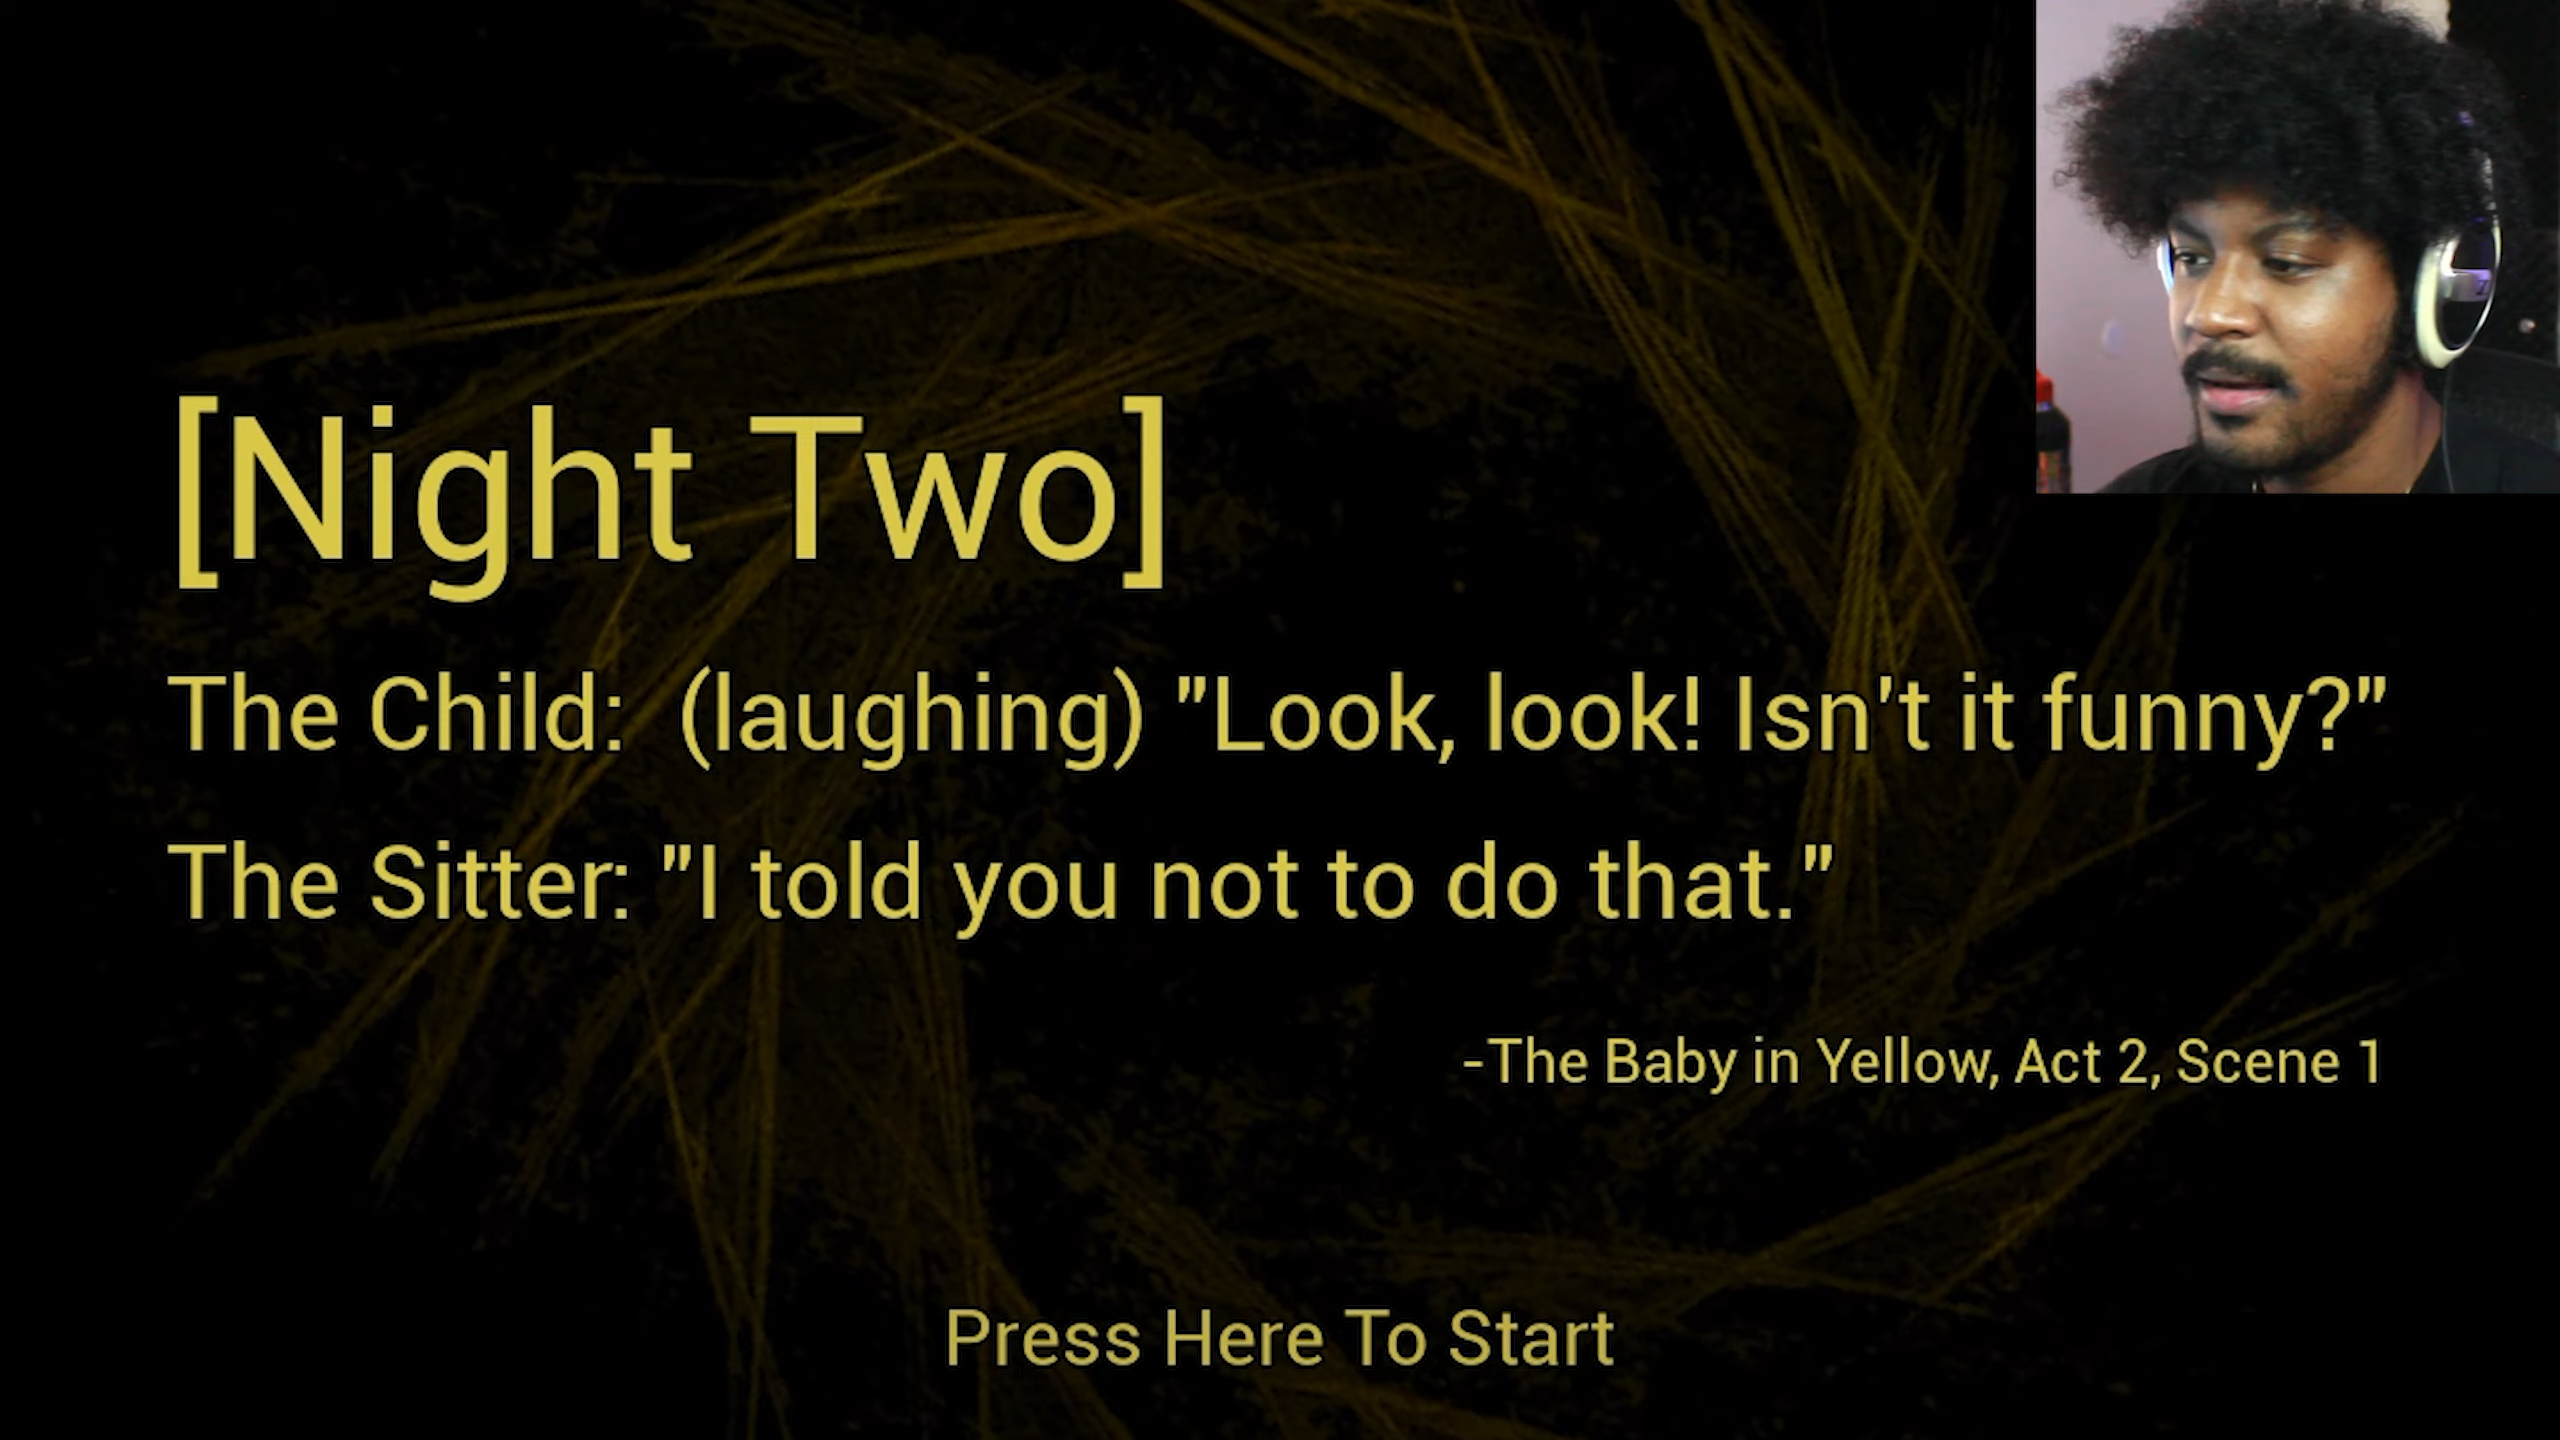 [Night Two]
The Child:  (laughing) "Look, look! Isn't it funny?"
The Sitter: "I told you not to do that."
-The Baby in Yellow, Act 2, Scene 1
Press Here To Start